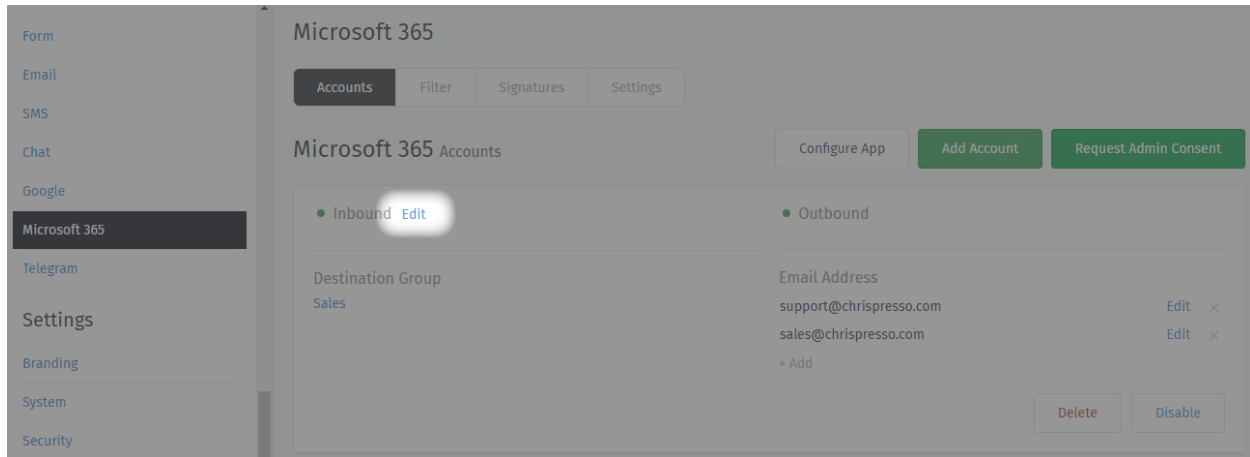 Form
Email
SMS
Chat
Google
Microsoft 365
Telegram
Settings
Branding
System
Security
Microsoft 365
Accounts Filter Signatures Settings
Microsoft 365 Accounts
Configure App Add Account Request Admin Consent
Inbound Edit
Destination Group
Sales
Outbound
Email Address
support@chrispresso.com Edit ×
sales@chrispresso.com Edit ×
+ Add
Delete Disable